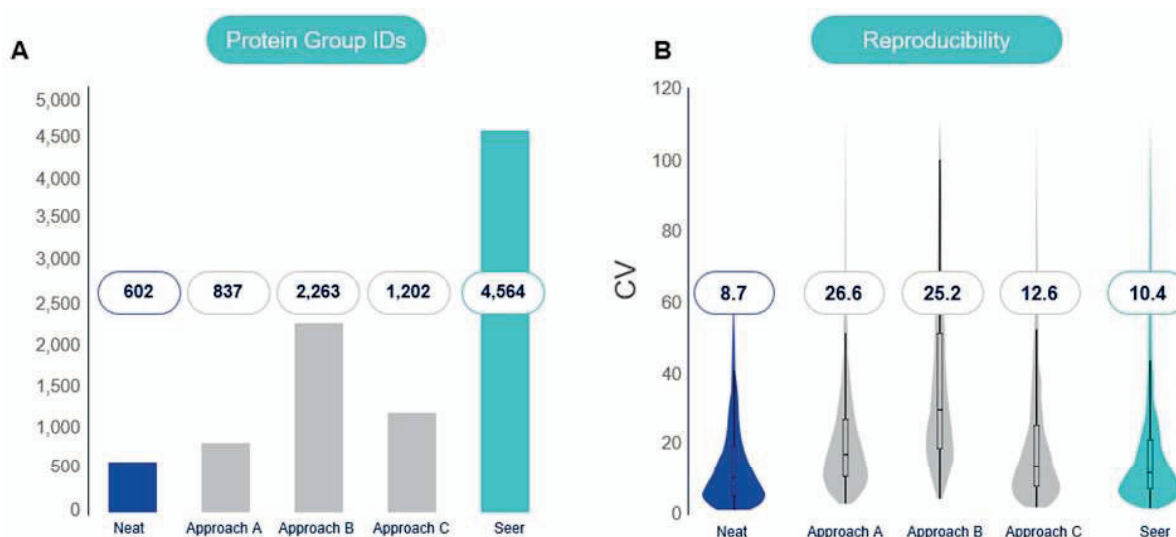 A
Protein Group IDs
5,000
4,500
4,000
3,500
3,000
2,500
2,000
1,500
1,000
500
0
602
837
2,263
1,202
4,564
Neat
Approach A
Approach B
Approach C
Seer
B
Reproducibility
CV
120
100
80
60
40
20
0
8.7
26.6
25.2
12.6
10.4
Neat
Approach A
Approach B
Approach C
Seer